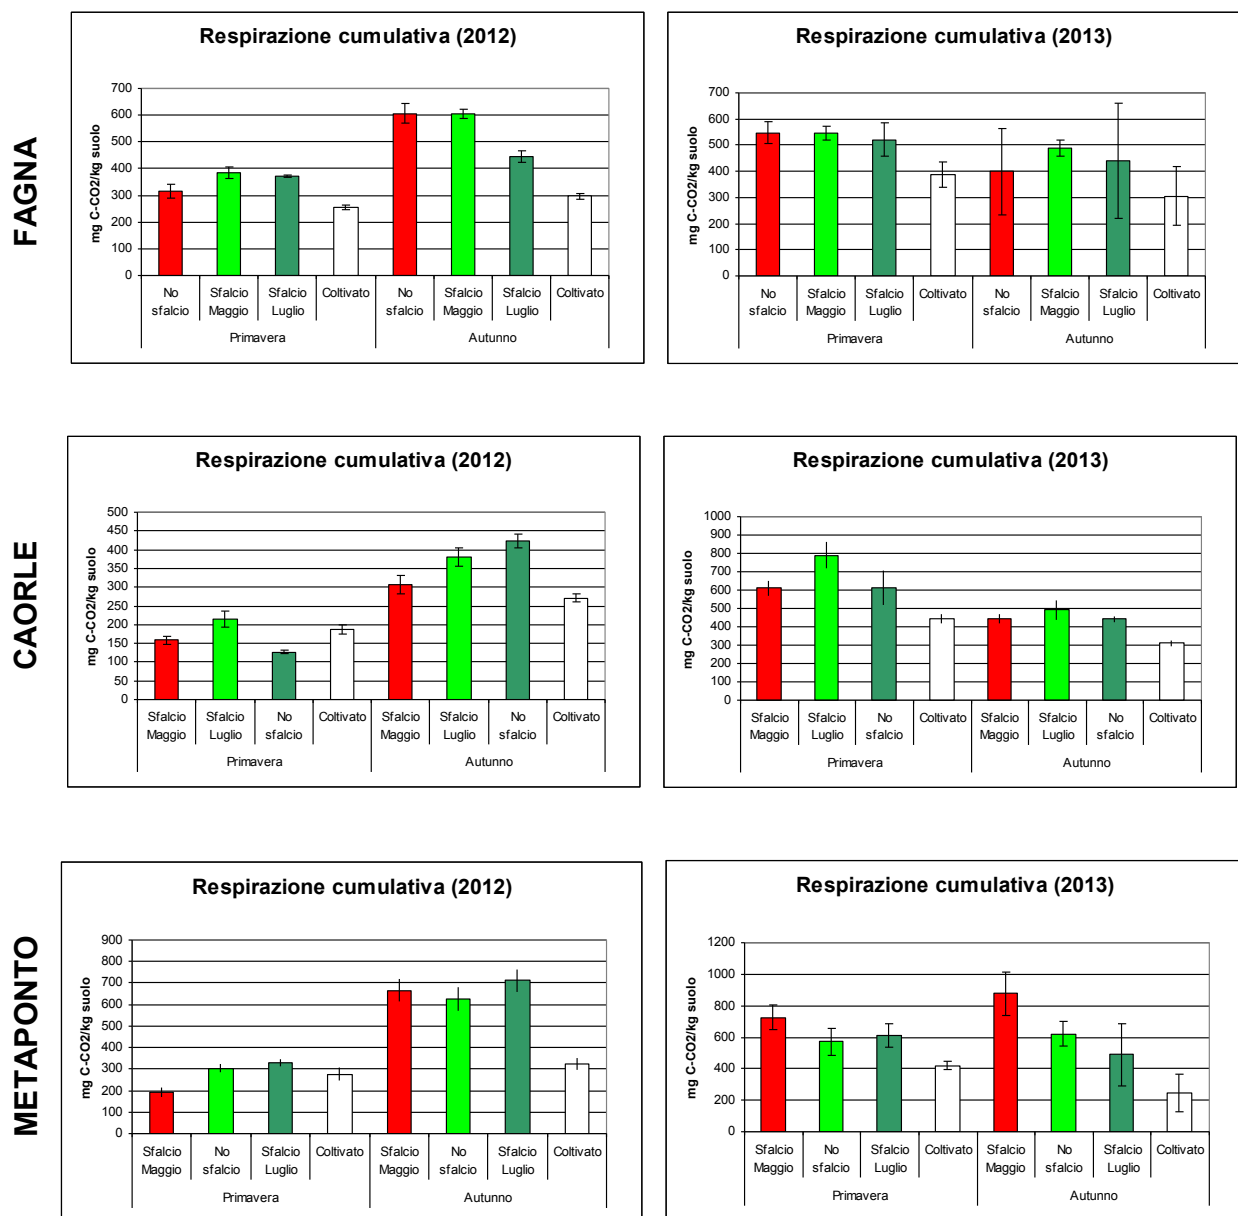 FAGNA
Respirazione cumulativa (2012)
mg C-CO2/kg suolo
700
600
500
400
300
200
100
0
No sfalcio
Sfalcio Maggio
Sfalcio Luglio
Coltivato
No sfalcio
Sfalcio Maggio
Sfalcio Luglio
Coltivato
Primavera
Autunno
Respirazione cumulativa (2013)
mg C-CO2/kg suolo
700
600
500
400
300
200
100
0
No sfalcio
Sfalcio Maggio
Sfalcio Luglio
Coltivato
No sfalcio
Sfalcio Maggio
Sfalcio Luglio
Coltivato
Primavera
Autunno
CAORLE
Respirazione cumulativa (2012)
mg C-CO2/kg suolo
500
450
400
350
300
250
200
150
100
50
0
Sfalcio Maggio
Sfalcio Luglio
No sfalcio
Coltivato
Sfalcio Maggio
Sfalcio Luglio
No sfalcio
Coltivato
Primavera
Autunno
Respirazione cumulativa (2013)
mg C-CO2/kg suolo
1000
900
800
700
600
500
400
300
200
100
0
Sfalcio Maggio
Sfalcio Luglio
No sfalcio
Coltivato
Sfalcio Maggio
Sfalcio Luglio
No sfalcio
Coltivato
Primavera
Autunno
METAPONTO
Respirazione cumulativa (2012)
mg C-CO2/kg suolo
900
800
700
600
500
400
300
200
100
0
Sfalcio Maggio
No sfalcio
Sfalcio Luglio
Coltivato
Sfalcio Maggio
No sfalcio
Sfalcio Luglio
Coltivato
Primavera
Autunno
Respirazione cumulativa (2013)
mg C-CO2/kg suolo
1200
1000
800
600
400
200
0
Sfalcio Maggio
No sfalcio
Sfalcio Luglio
Coltivato
Sfalcio Maggio
No sfalcio
Sfalcio Luglio
Coltivato
Primavera
Autunno